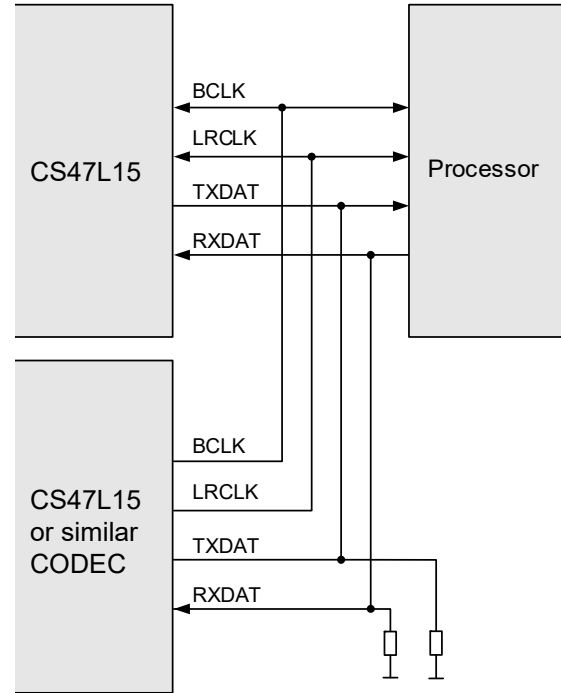 BCLK
LRCLK
CS47L15
Processor
TXDAT
RXDAT
BCLK
CS47L15
or similar
CODEC
LRCLK
TXDAT
RXDAT